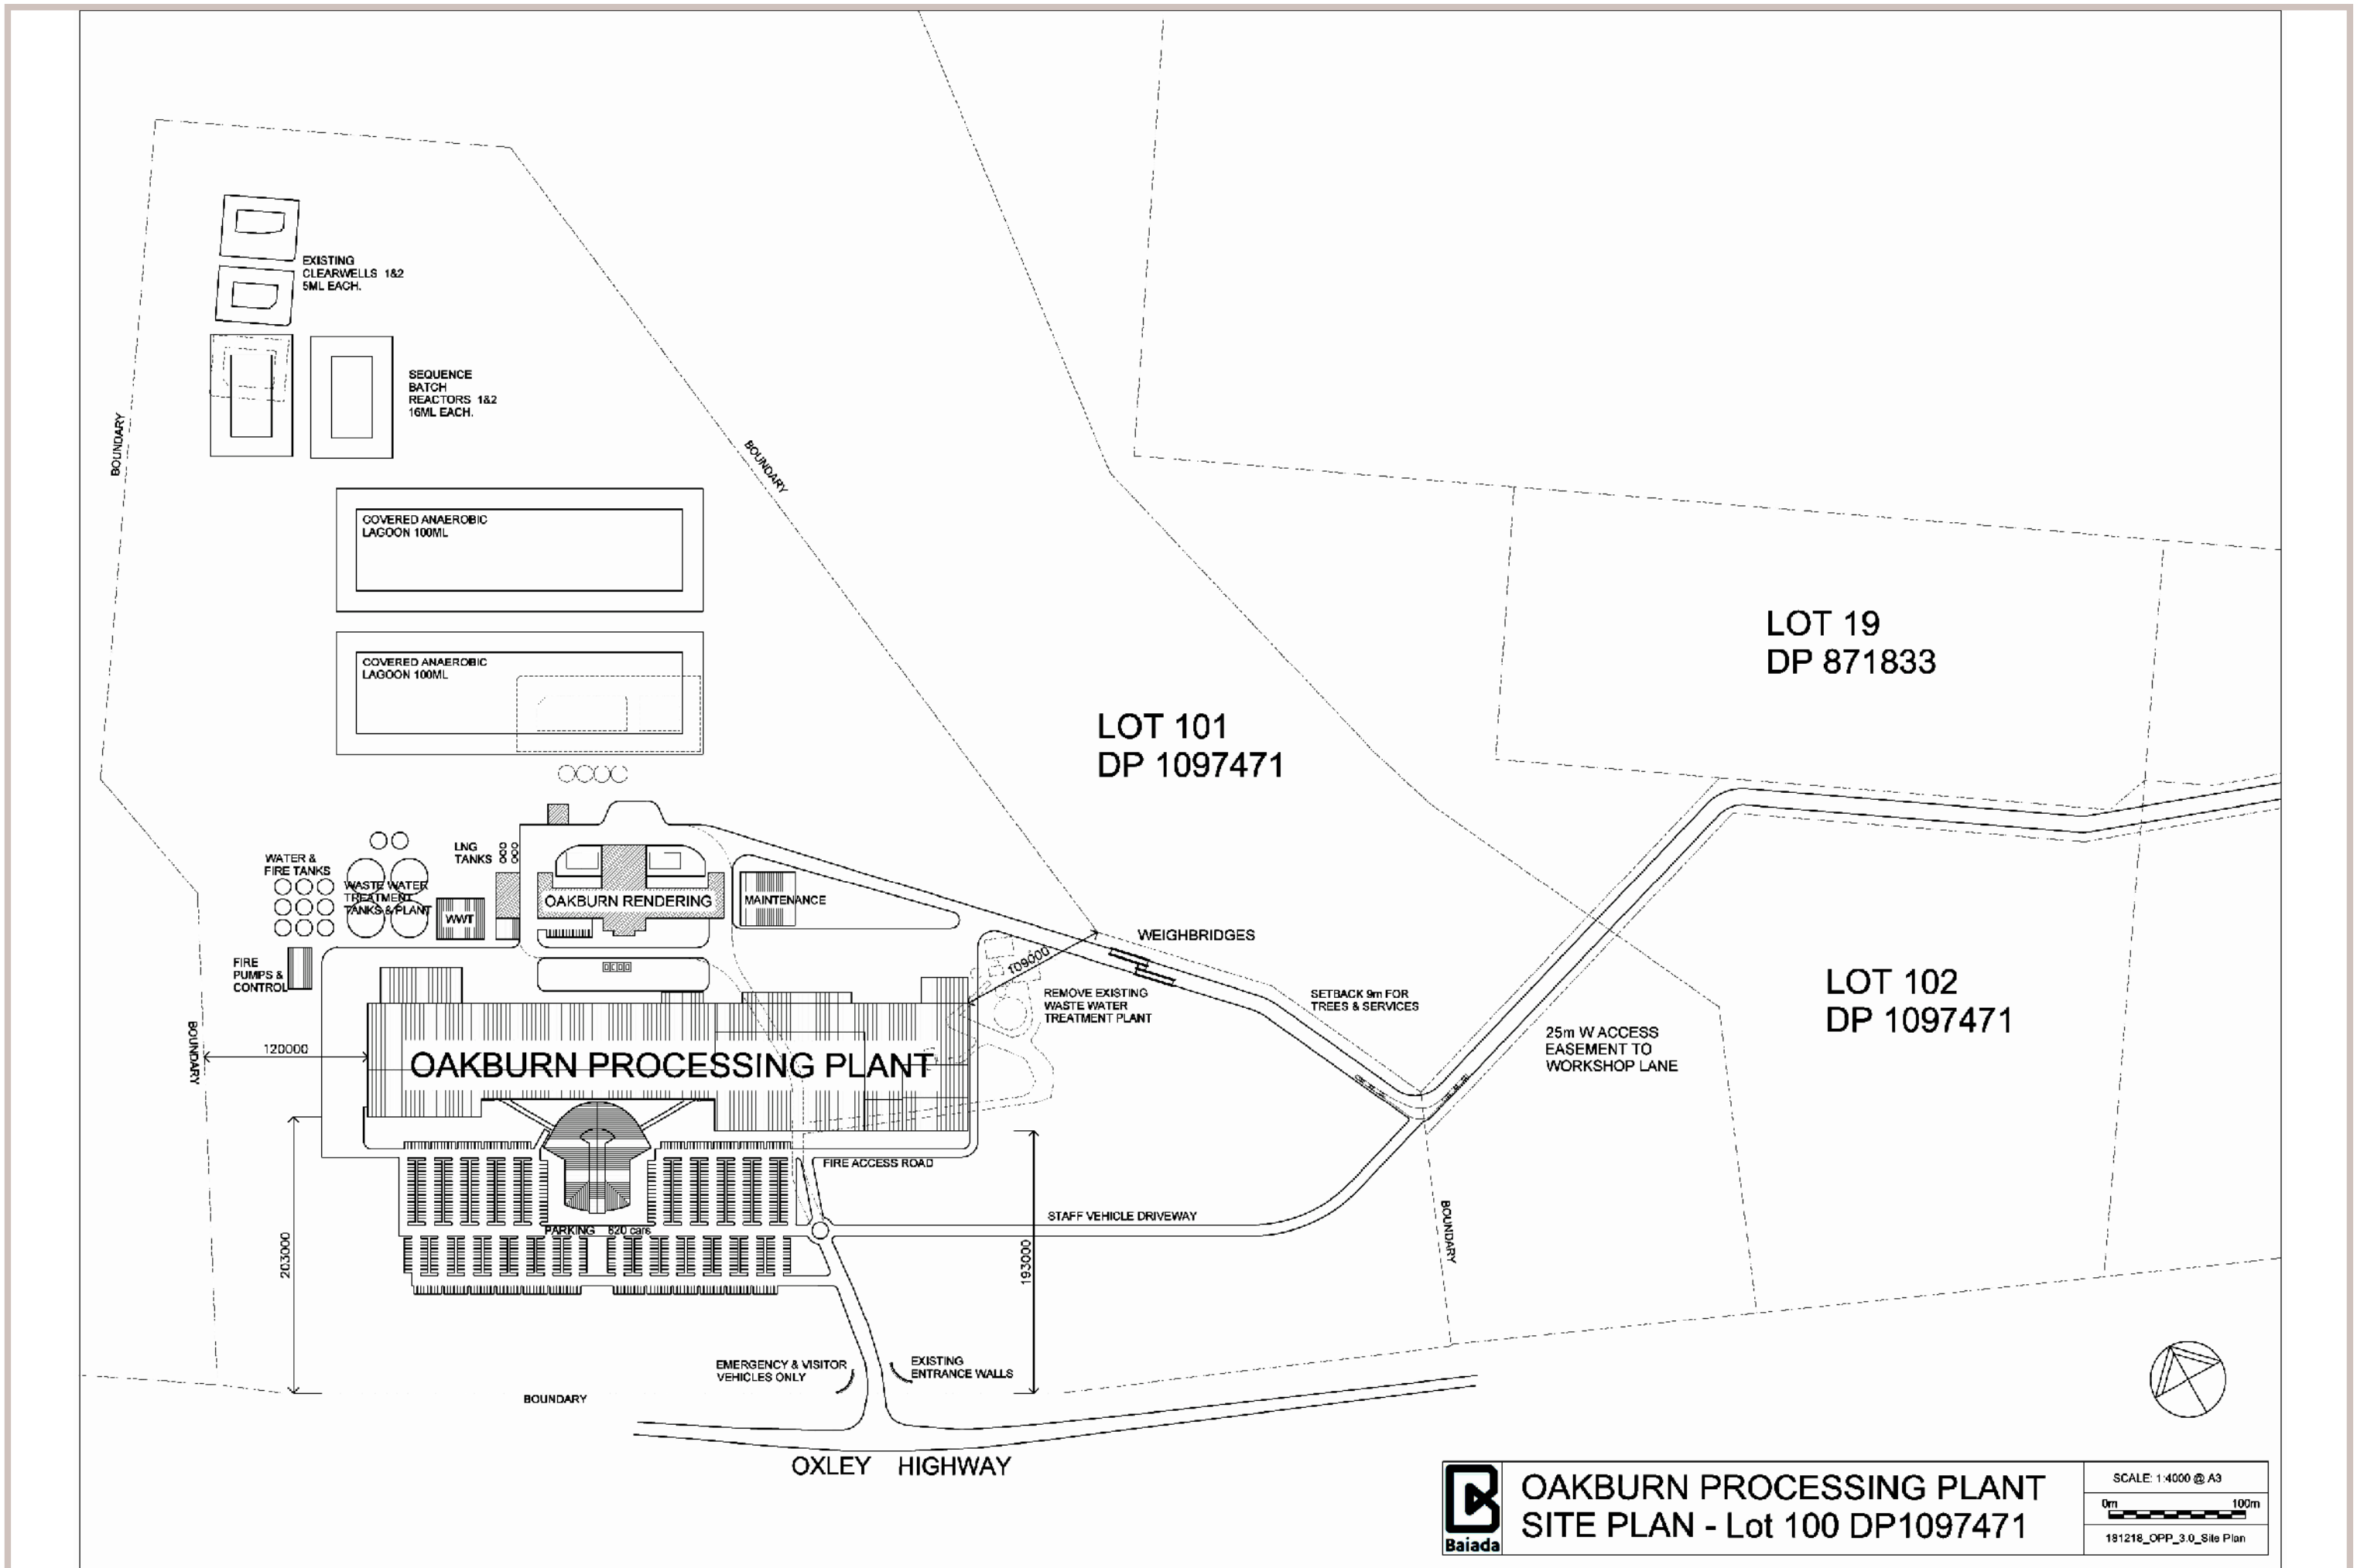 EXISTING
CLEARWELLS 1&2
5ML EACH.
SEQUENCE
BATCH
REACTORS 1&2
16ML EACH.
BOUNDARY
BOUNDARY
COVERED ANAEROBIC
LAGOON 100ML
COVERED ANAEROBIC
LAGOON 100ML
LOT 19
DP 871833
LOT 101
DP 1097471
LNG
TANKS
WATER &
FIRE TANKS
WASTE WATER
TREATMENT
TANKS & PLANT
WWT
OAKBURN RENDERING
MAINTENANCE
WEIGHBRIDGES
109000
FIRE
PUMPS &
CONTROL
REMOVE EXISTING
WASTE WATER
TREATMENT PLANT
SETBACK 9m FOR
TREES & SERVICES
LOT 102
DP 1097471
25m W ACCESS
EASEMENT TO
WORKSHOP LANE
BOUNDARY
120000
OAKBURN PROCESSING PLANT
FIRE ACCESS ROAD
STAFF VEHICLE DRIVEWAY
PARKING 820 cars
BOUNDARY
203000
193000
EMERGENCY & VISITOR
VEHICLES ONLY
EXISTING
ENTRANCE WALLS
BOUNDARY
OXLEY HIGHWAY
Baiada
OAKBURN PROCESSING PLANT
SITE PLAN - Lot 100 DP1097471
SCALE: 1:4000 @ A3
0m 100m
181218_OPP_3.0_Site Plan